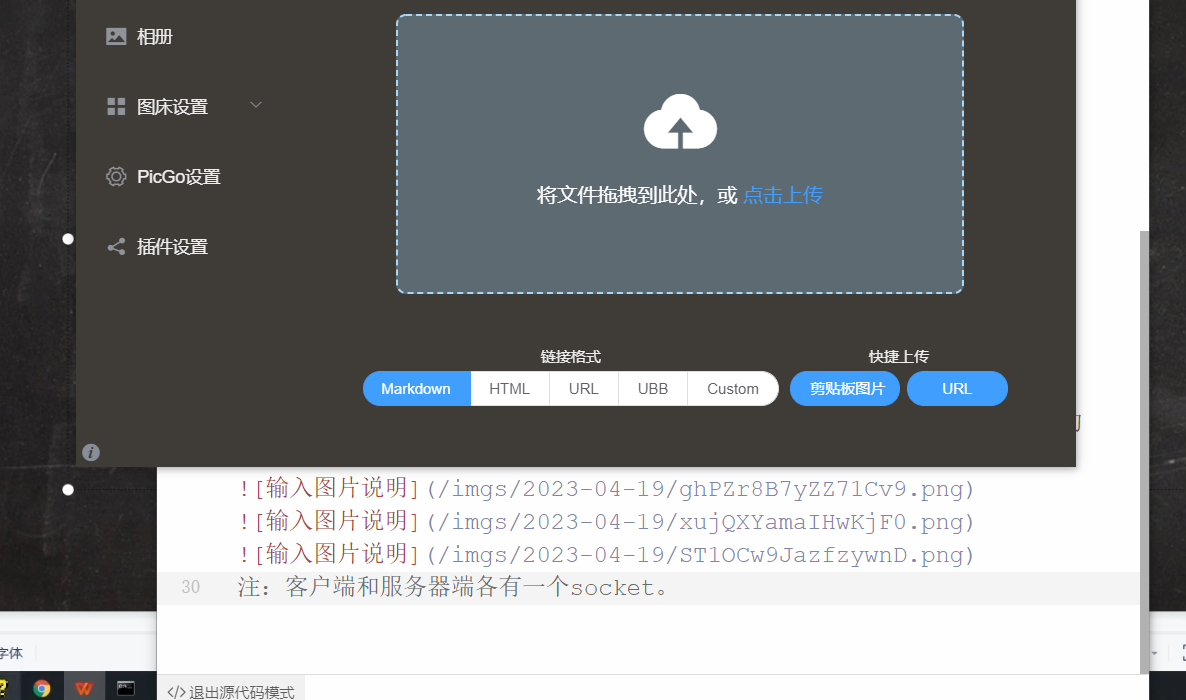 相册
图床设置
PicGo设置
插件设置
将文件拖拽到此处，或 点击上传
链接格式
快捷上传
Markdown HTML URL UBB Custom
剪贴板图片 URL
![输入图片说明](/imgs/2023-04-19/ghPZr8B7yZZ71Cv9.png)
![输入图片说明](/imgs/2023-04-19/xujQXYamaIHwKjF0.png)
![输入图片说明](/imgs/2023-04-19/ST1OCw9JazfzywnD.png)
30 注：客户端和服务器端各有一个socket。
字体
</> 退出源代码模式